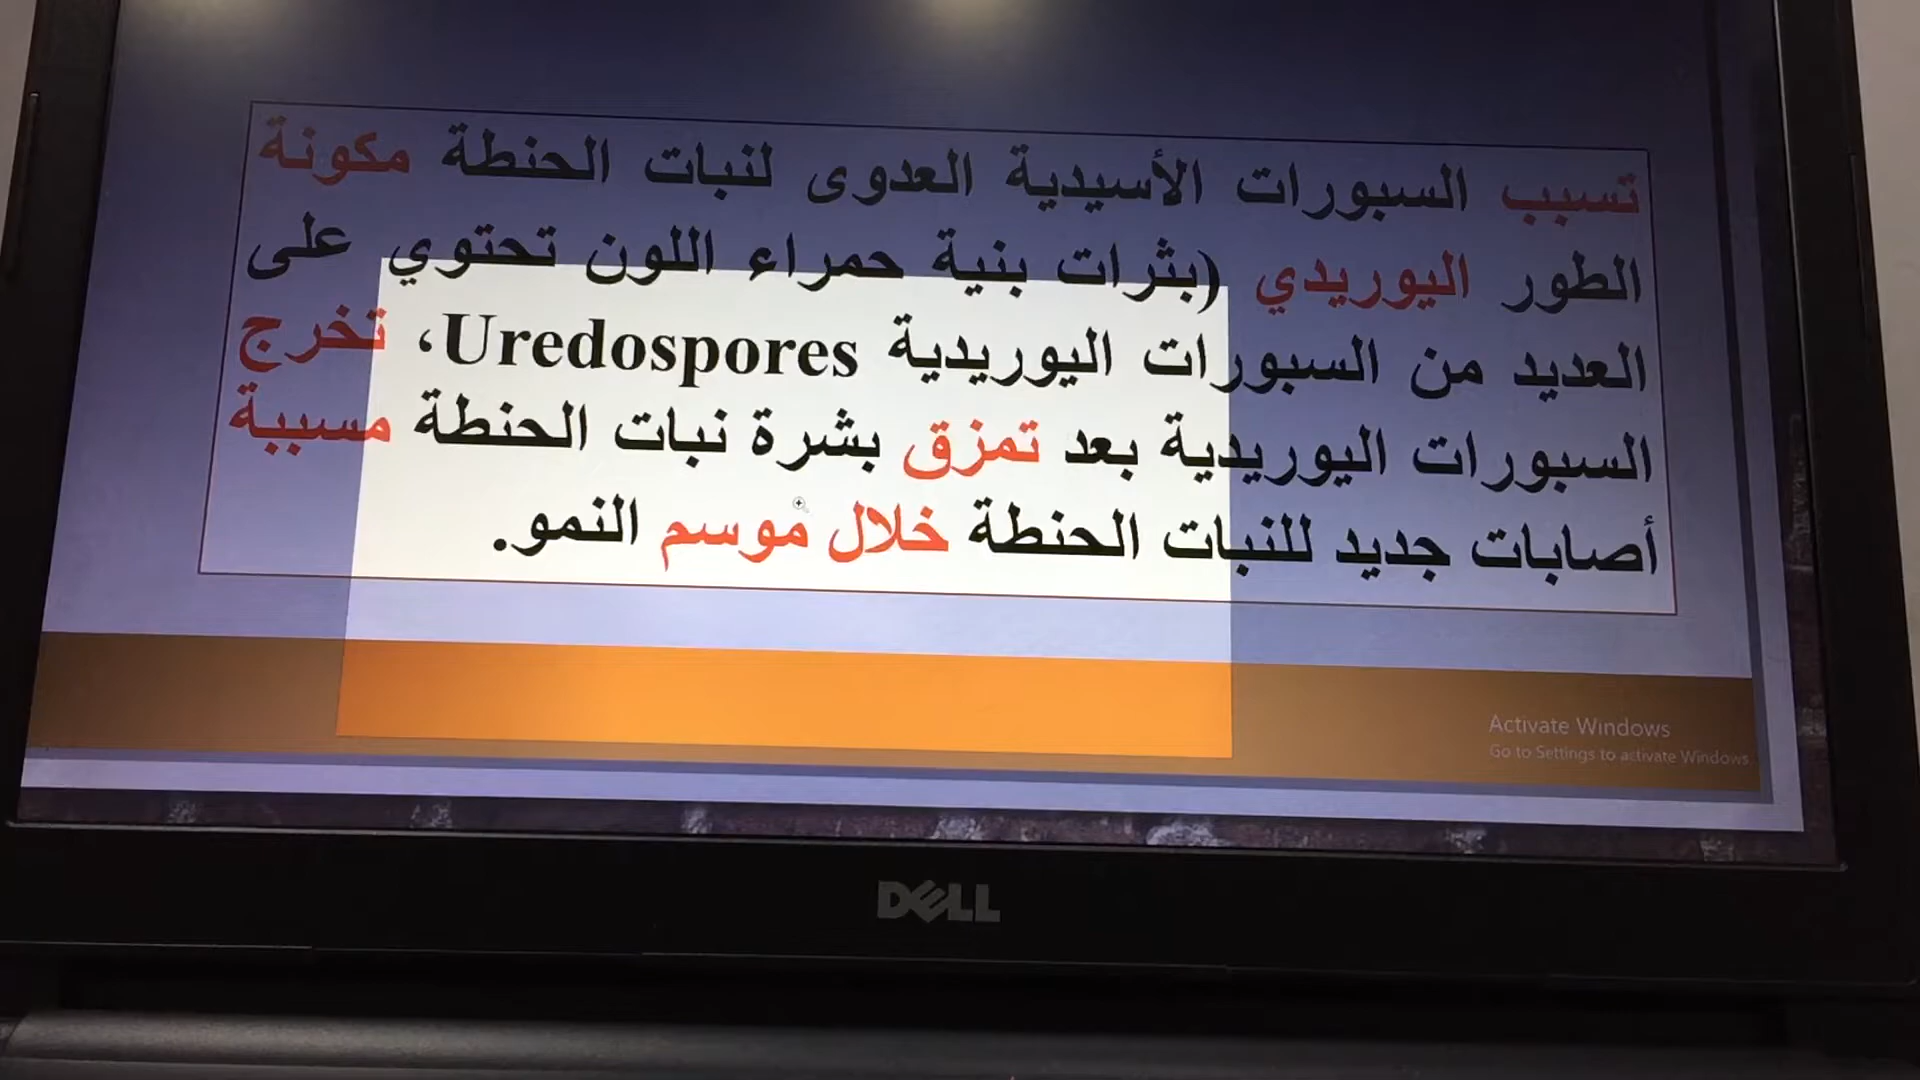 تسبب السبورات الأسيدية العدوى لنبات الحنطة مكونة
الطور اليوريدي (بثرات بنية حمراء اللون تحتوي على
العديد من السبورات اليوريدية Uredospores، تخرج
السبورات اليوريدية بعد تمزق بشرة نبات الحنطة مسببة
أصابات جديد للنبات الحنطة خلال موسم النمو.
Activate Windows
Go to Settings to activate Windows.
DELL